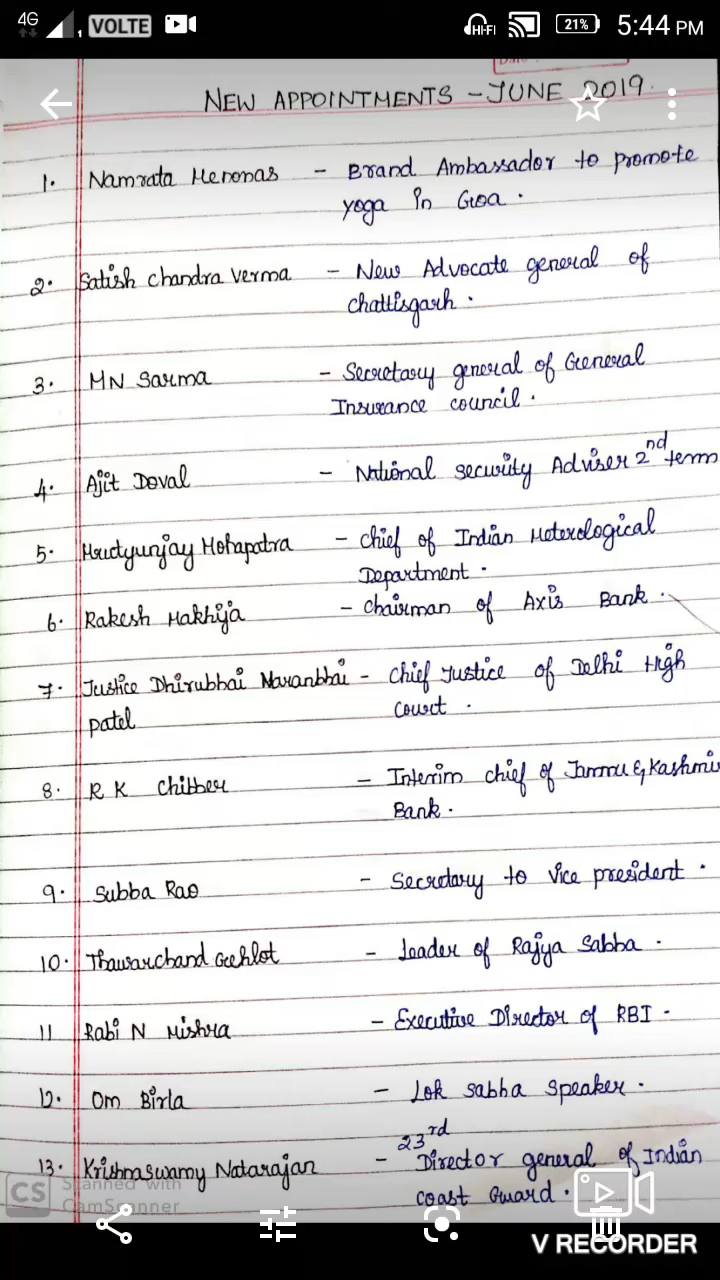 4G VOLTE HI-FI 21% 5:44 PM
NEW APPOINTMENTS - JUNE 2019.
1. Namrata Menonas - Brand Ambassador to promote
yoga in Goa.
2. Satish Chandra Verma - New Advocate general of
Chattisgarh.
3. MN Sarma - Secretary general of General
Insurance council.
4. Ajit Doval - National security Adviser 2nd term
5. Mrutyunjay Mohapatra - Chief of Indian Meterological
Department.
6. Rakesh Makhija - Chairman of Axis Bank.
7. Justice Dhirubhai Naranbhai - Chief Justice of Delhi High
patel court.
8. R K Chibber - Interim chief of Jammu & Kashmir
Bank.
9. Subba Rao - Secretary to vice president.
10. Thawarchand Gehlot - Leader of Rajya Sabba.
11 Rabi N Mishra - Executive Director of RBI.
12. Om Birla - Lok Sabba Speaker.
13. Krishnaswamy Natarajan - 23rd Director general of Indian
coast Guard.
CS Scanned with
CamScanner
V RECORDER